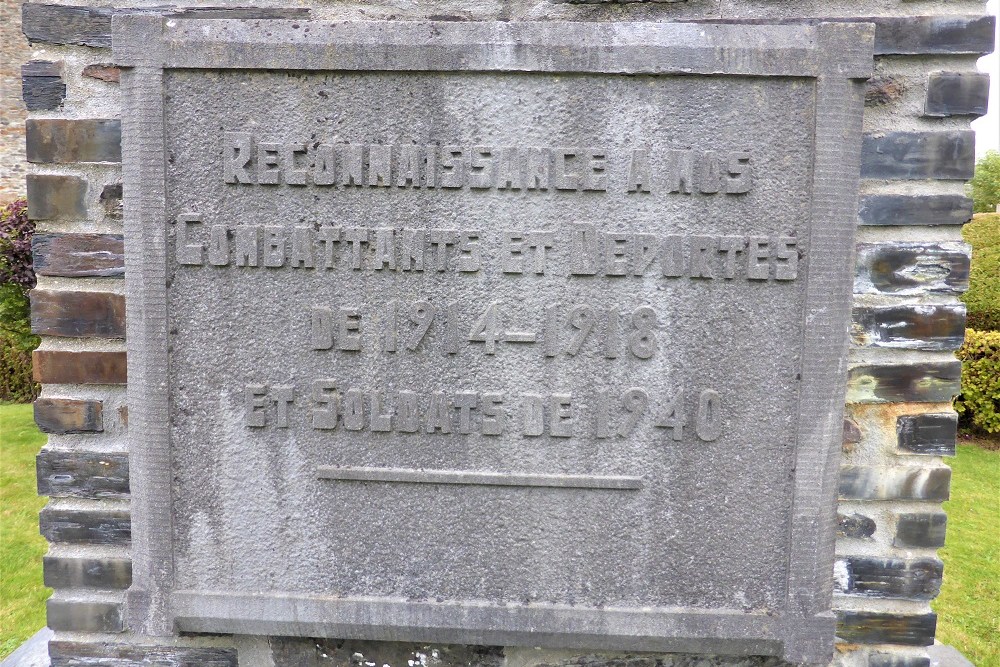 RECONNAISSANCE A NOS
COMBATTANTS ET DEPORTES
DE 1914-1918
ET SOLDATS DE 1940